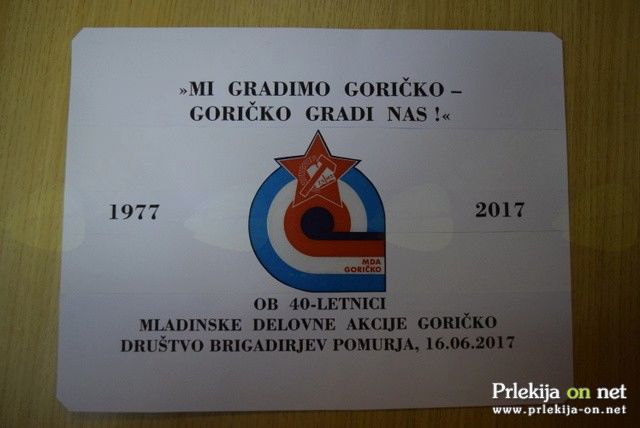 »MI GRADIMO GORIČKO –
GORIČKO GRADI NAS !«
1977
2017
MDA
GORIČKO
OB 40-LETNICI
MLADINSKE DELOVNE AKCIJE GORIČKO
DRUŠTVO BRIGADIRJEV POMURJA, 16.06.2017
Prlekija on net
www.prlekija-on.net